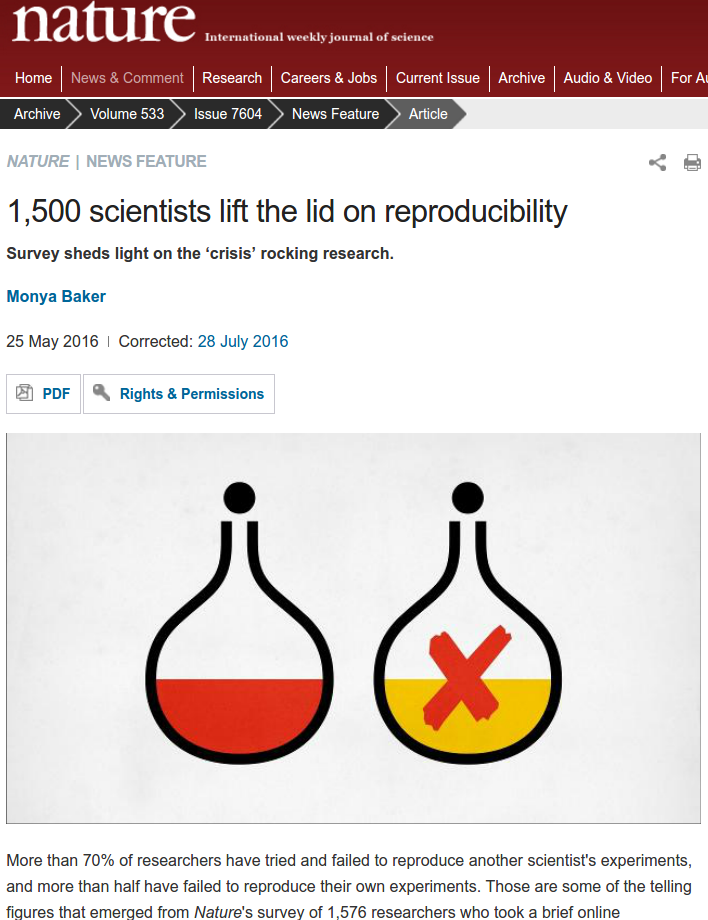 nature International weekly journal of science
Home News & Comment Research Careers & Jobs Current Issue Archive Audio & Video For Au
Archive Volume 533 Issue 7604 News Feature Article
NATURE | NEWS FEATURE
1,500 scientists lift the lid on reproducibility
Survey sheds light on the ‘crisis’ rocking research.
Monya Baker
25 May 2016 | Corrected: 28 July 2016
PDF Rights & Permissions
More than 70% of researchers have tried and failed to reproduce another scientist's experiments,
and more than half have failed to reproduce their own experiments. Those are some of the telling
figures that emerged from Nature's survey of 1,576 researchers who took a brief online